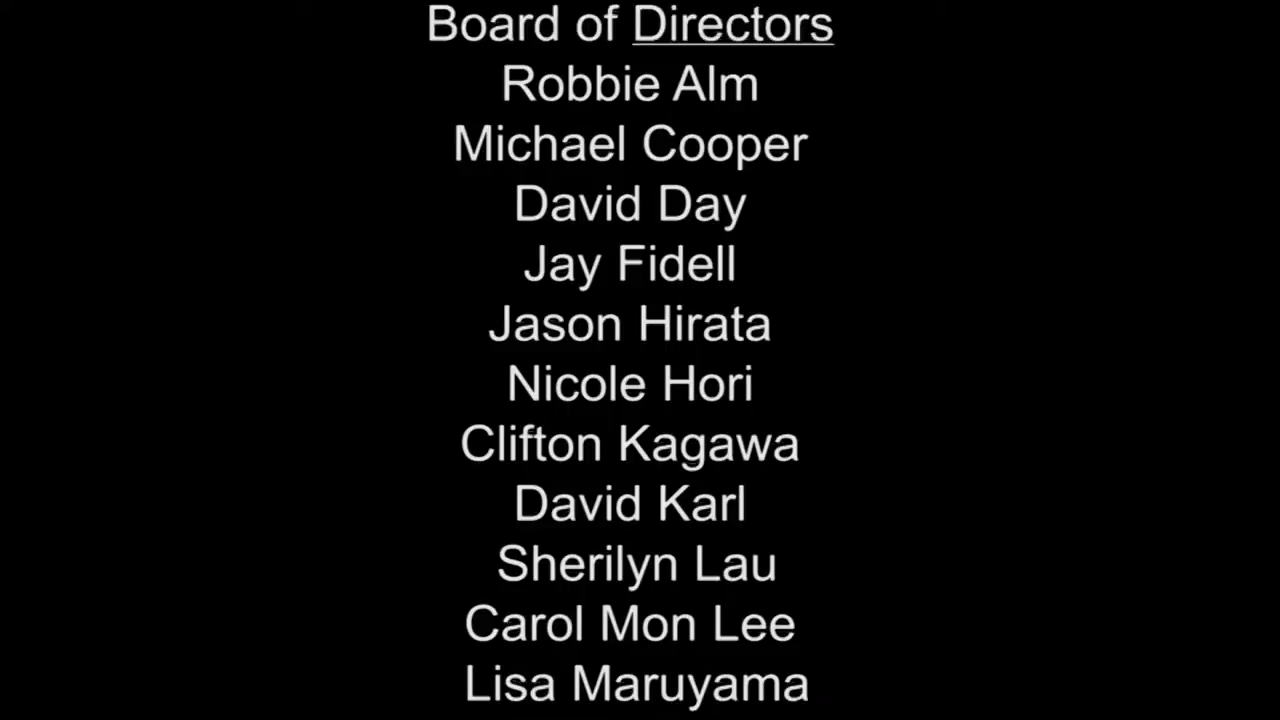 Board of Directors
Robbie Alm
Michael Cooper
David Day
Jay Fidell
Jason Hirata
Nicole Hori
Clifton Kagawa
David Karl
Sherilyn Lau
Carol Mon Lee
Lisa Maruyama